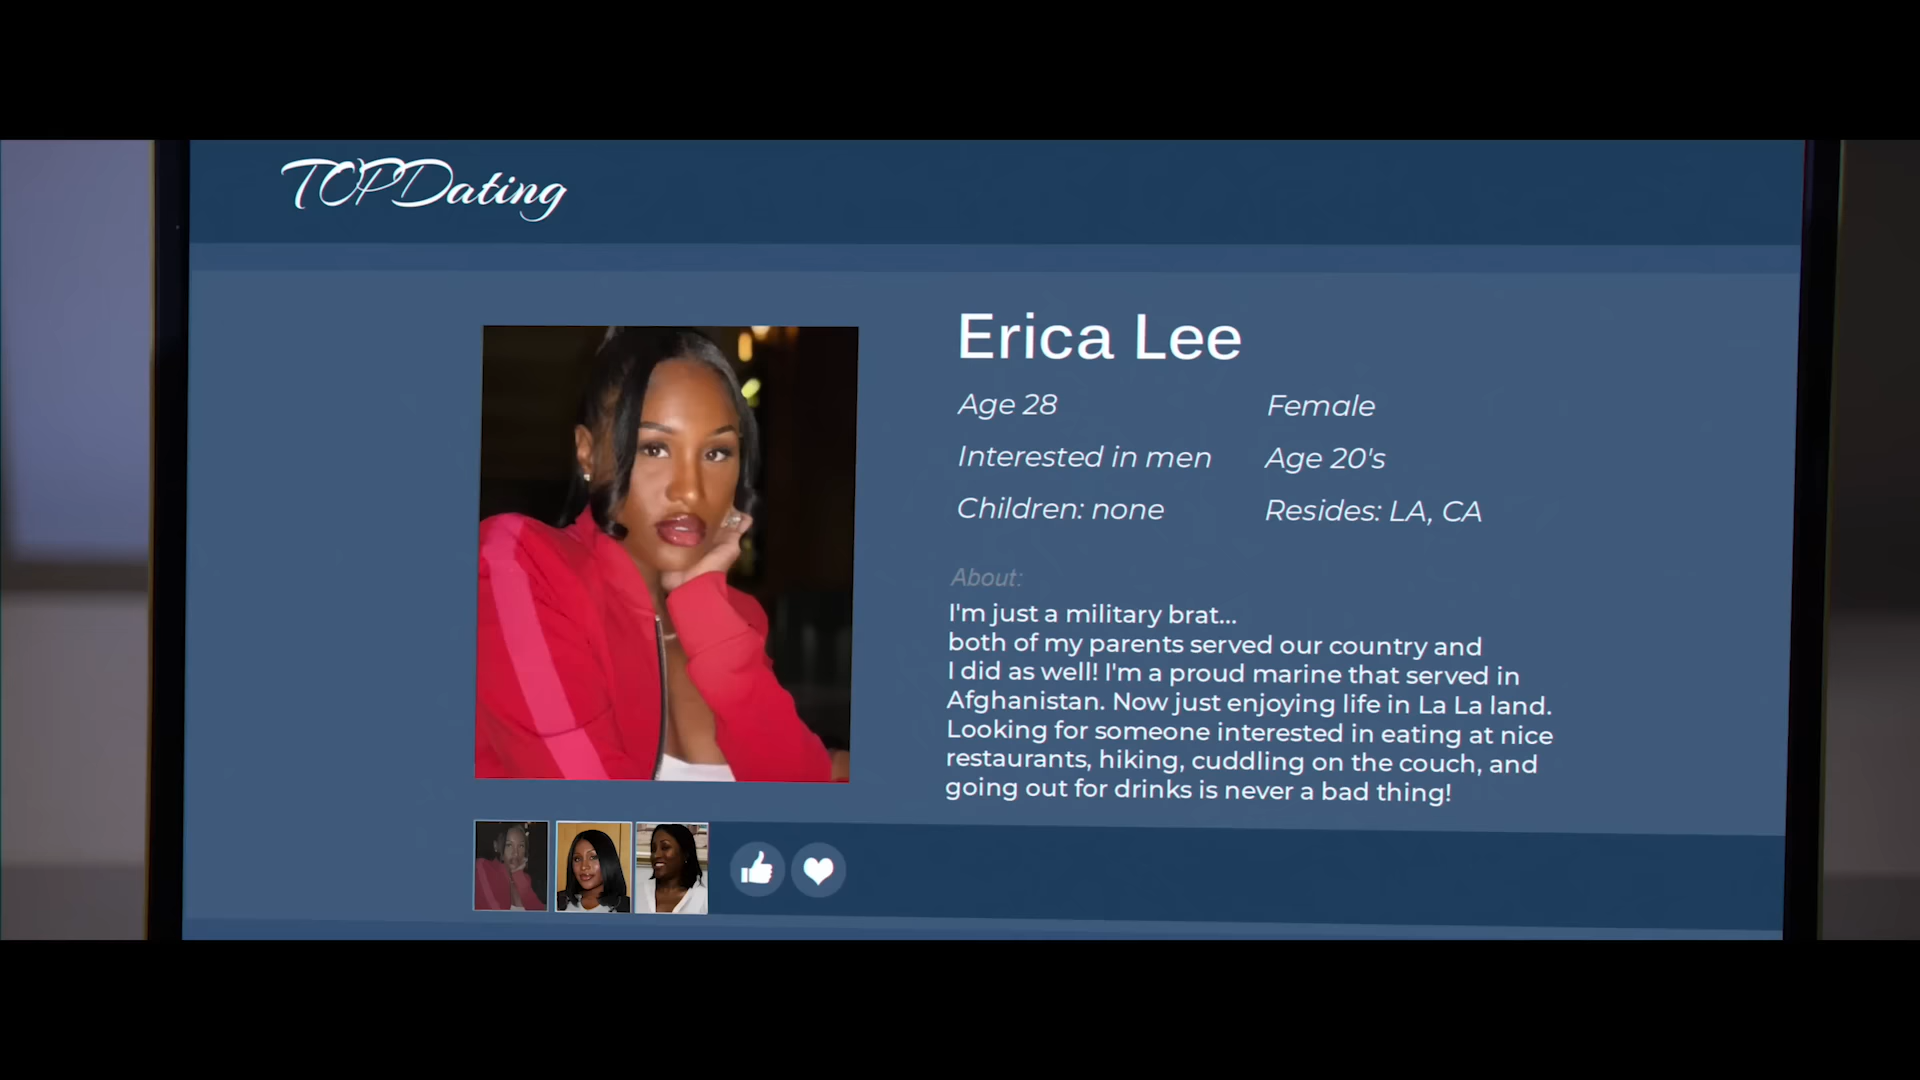 TOPDating
Erica Lee
Age 28
Female
Interested in men
Age 20's
Children: none
Resides: LA, CA
About:
I'm just a military brat...
both of my parents served our country and
I did as well! I'm a proud marine that served in
Afghanistan. Now just enjoying life in La La land.
Looking for someone interested in eating at nice
restaurants, hiking, cuddling on the couch, and
going out for drinks is never a bad thing!